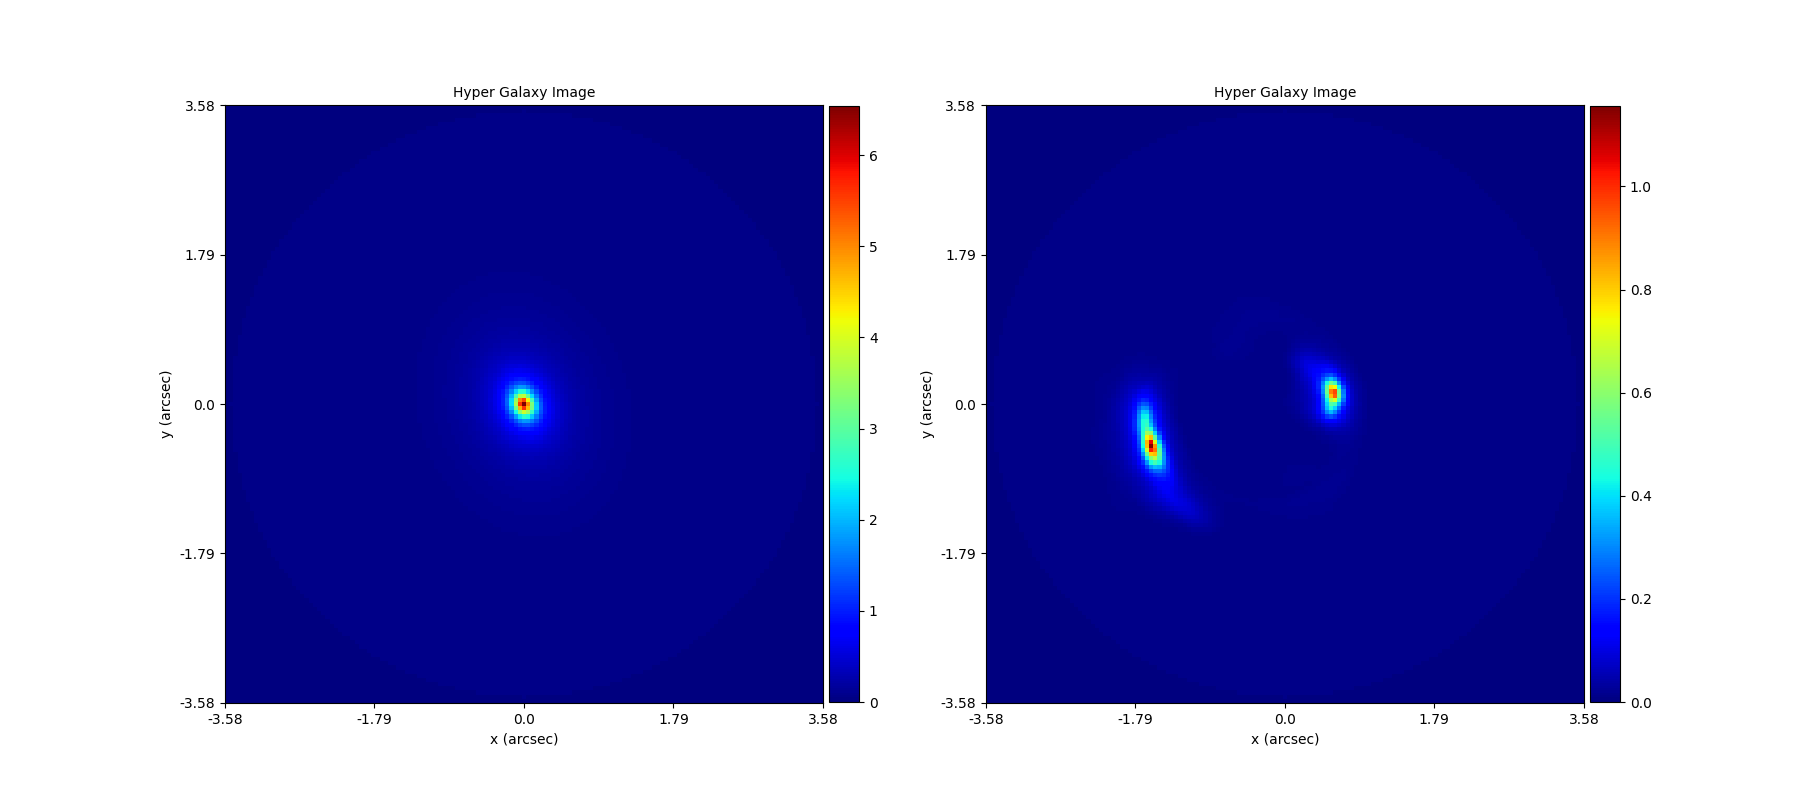 Hyper Galaxy Image
3.58
1.79
0.0
-1.79
-3.58
y (arcsec)
-3.58 -1.79 0.0 1.79 3.58
x (arcsec)
6
5
4
3
2
1
0
Hyper Galaxy Image
3.58
1.79
0.0
-1.79
-3.58
y (arcsec)
-3.58 -1.79 0.0 1.79 3.58
x (arcsec)
1.0
0.8
0.6
0.4
0.2
0.0